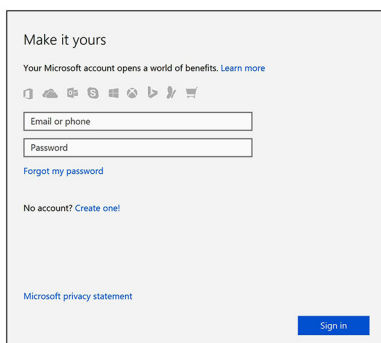 Make it yours
Your Microsoft account opens a world of benefits. Learn more
Email or phone
Password
Forgot my password
No account? Create one!
Microsoft privacy statement
Sign in